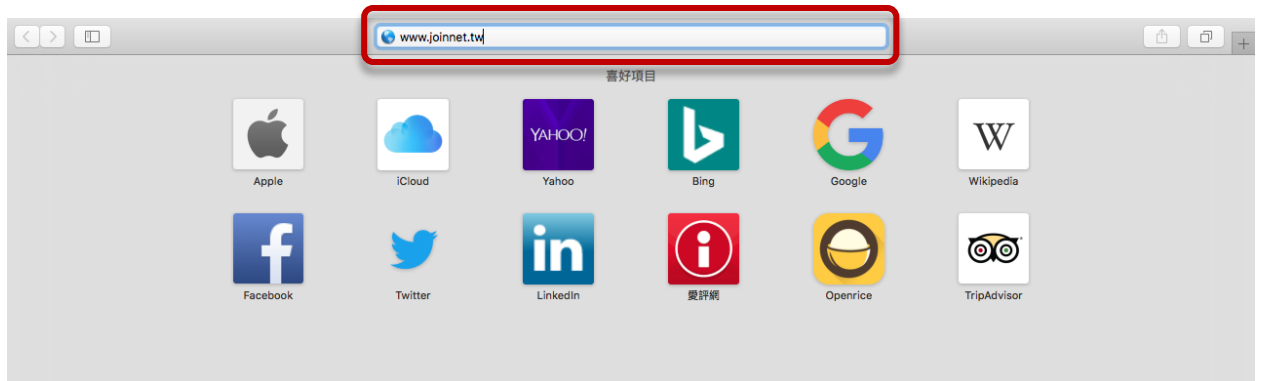 www.joinnet.tw
喜好項目
YAHOO!
W
Apple
iCloud
Yahoo
Bing
Google
Wikipedia
f
in
Facebook
Twitter
LinkedIn
愛評網
Openrice
TripAdvisor